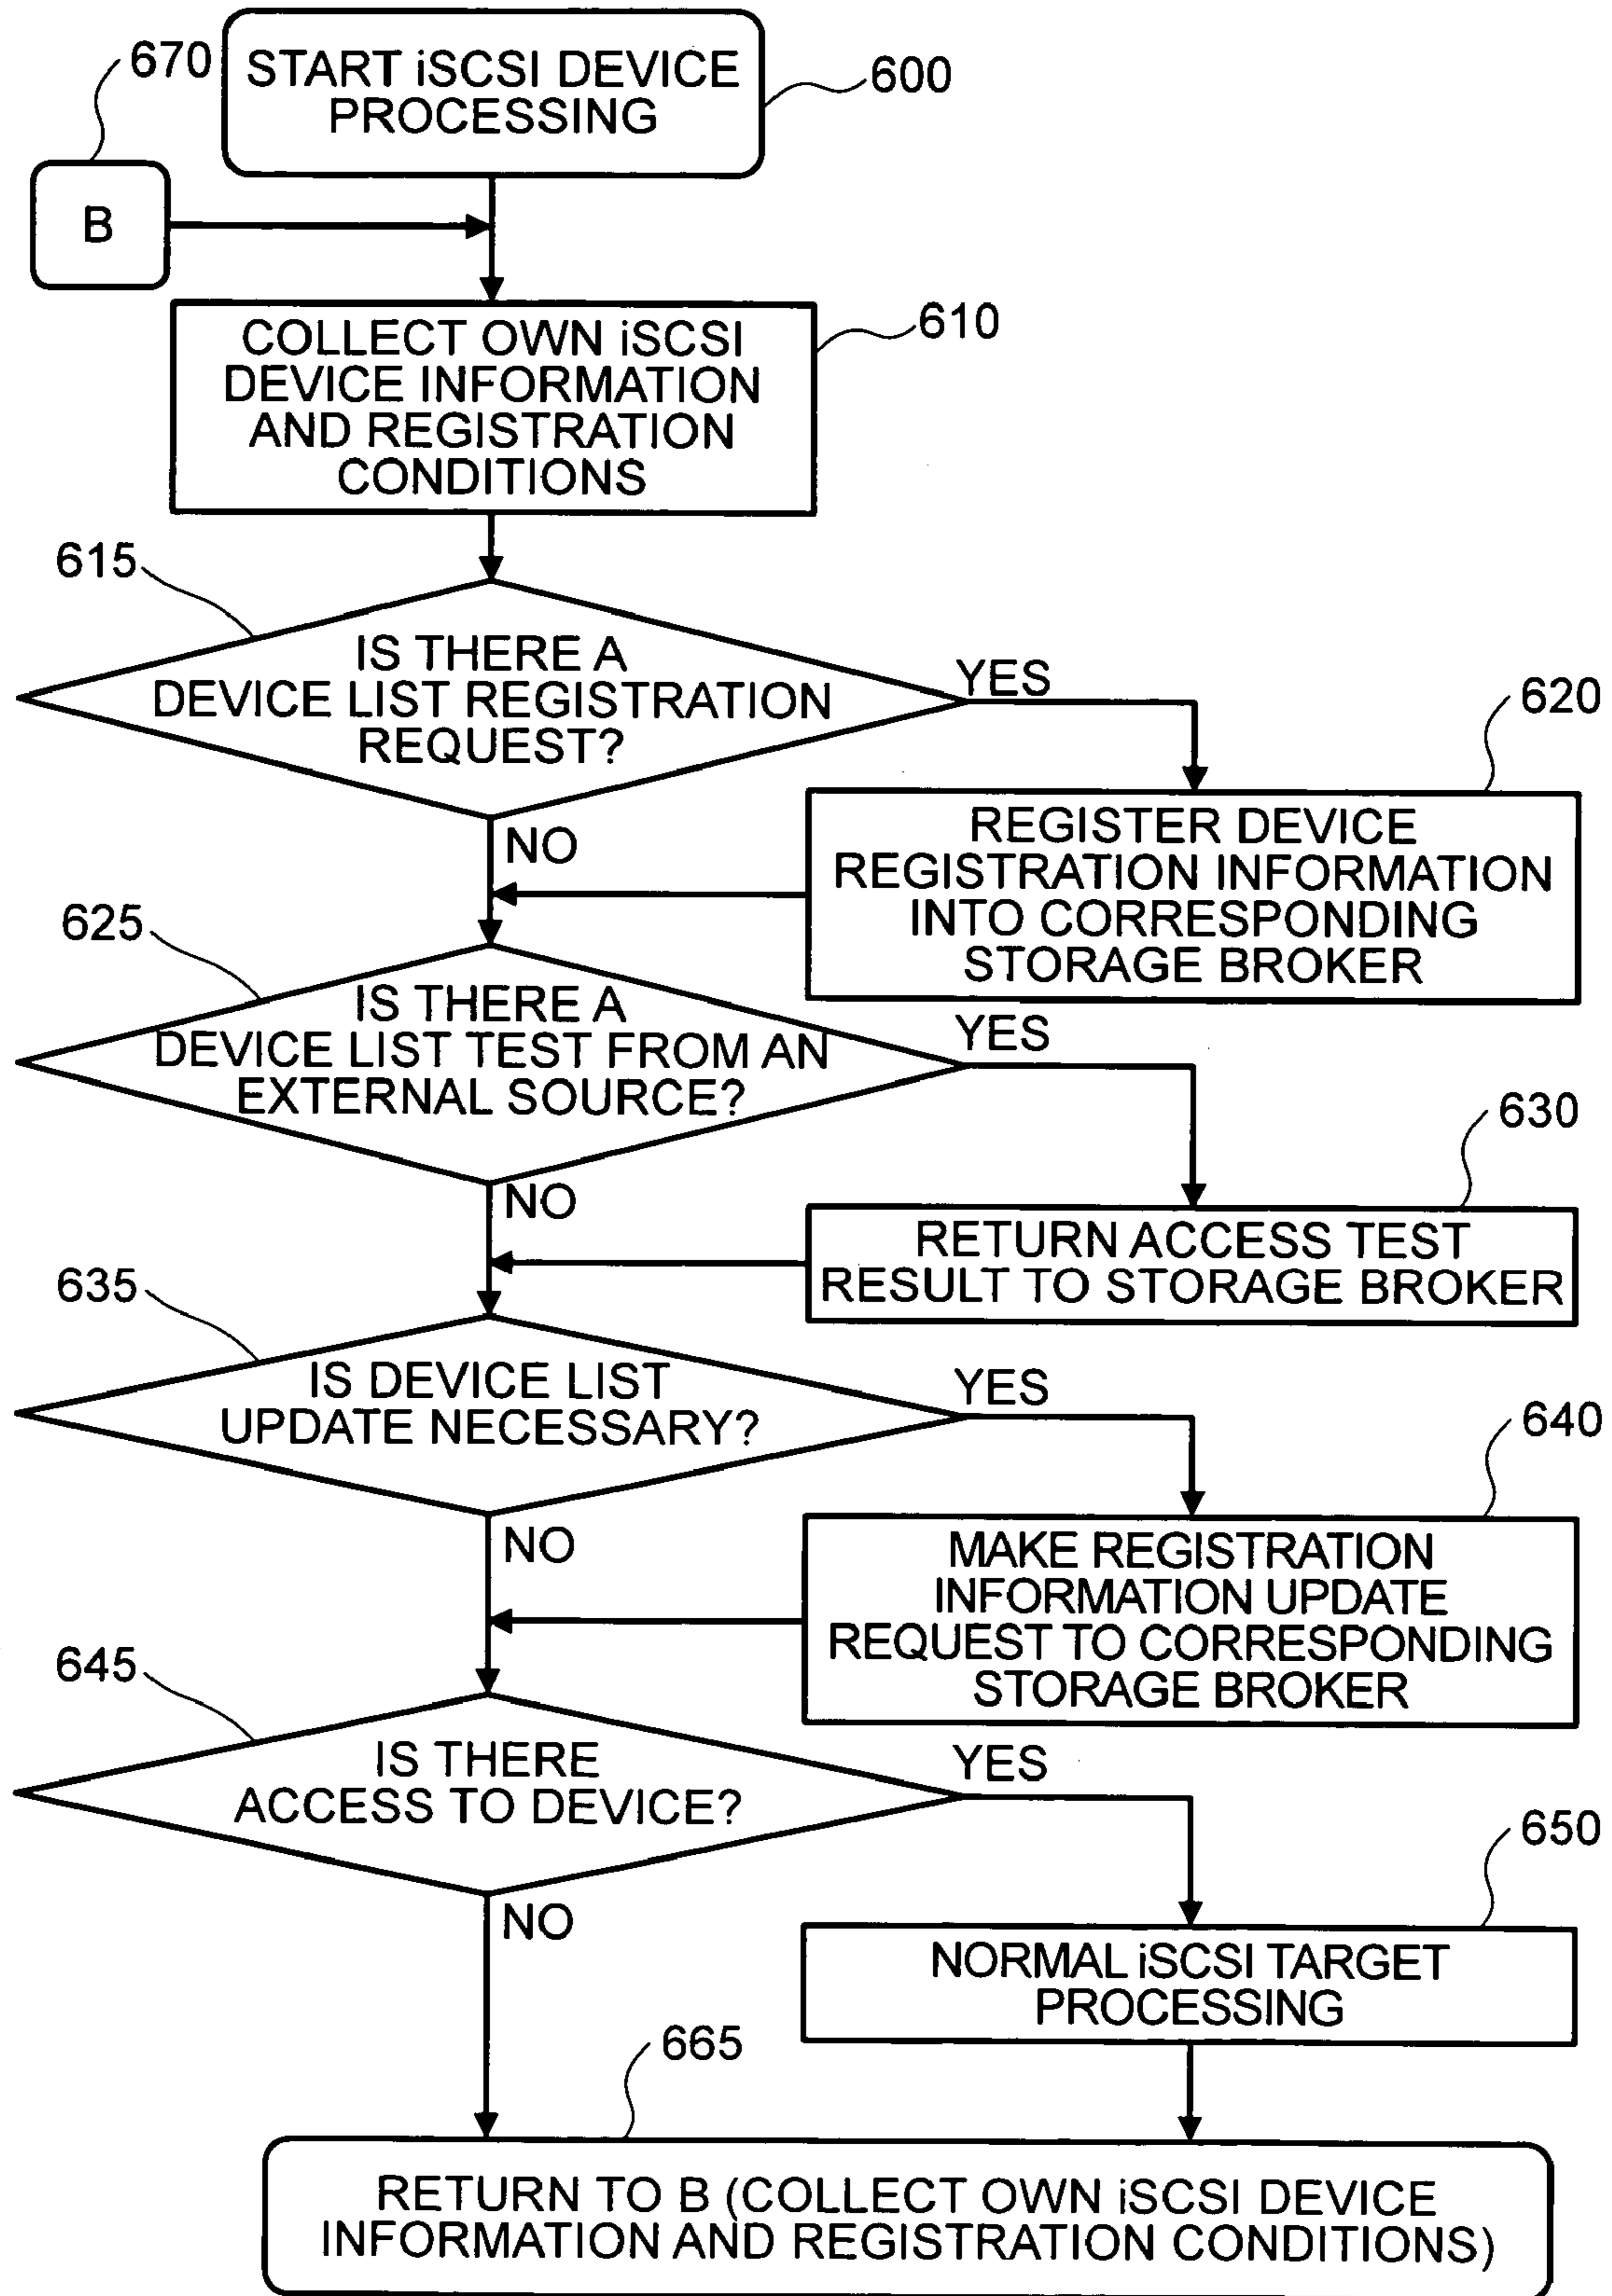 670
START iSCSI DEVICE
PROCESSING
600
B
COLLECT OWN iSCSI
DEVICE INFORMATION
AND REGISTRATION
CONDITIONS
610
615
IS THERE A
DEVICE LIST REGISTRATION
REQUEST?
YES
620
NO
REGISTER DEVICE
REGISTRATION INFORMATION
INTO CORRESPONDING
STORAGE BROKER
625
IS THERE A
DEVICE LIST TEST FROM AN
EXTERNAL SOURCE?
YES
630
NO
RETURN ACCESS TEST
RESULT TO STORAGE BROKER
635
IS DEVICE LIST
UPDATE NECESSARY?
YES
640
NO
MAKE REGISTRATION
INFORMATION UPDATE
REQUEST TO CORRESPONDING
STORAGE BROKER
645
IS THERE
ACCESS TO DEVICE?
YES
650
NO
NORMAL iSCSI TARGET
PROCESSING
665
RETURN TO B (COLLECT OWN iSCSI DEVICE
INFORMATION AND REGISTRATION CONDITIONS)